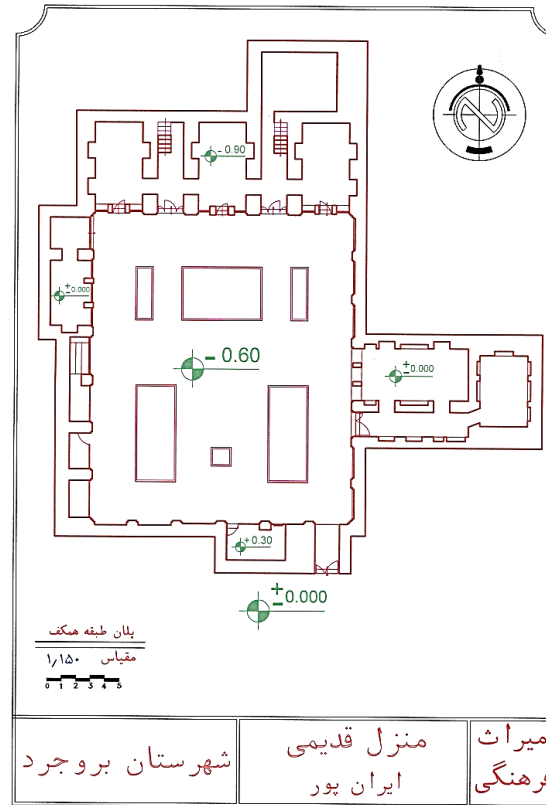 - 0.90
± 0.000
- 0.60
± 0.000
+ 0.30
± 0.000
پلان طبقه همکف
مقیاس ۱٫۱۵۰
0 1 2 3 4 5
میراث
منزل قدیمی
ایران پور
شهرستان بروجرد